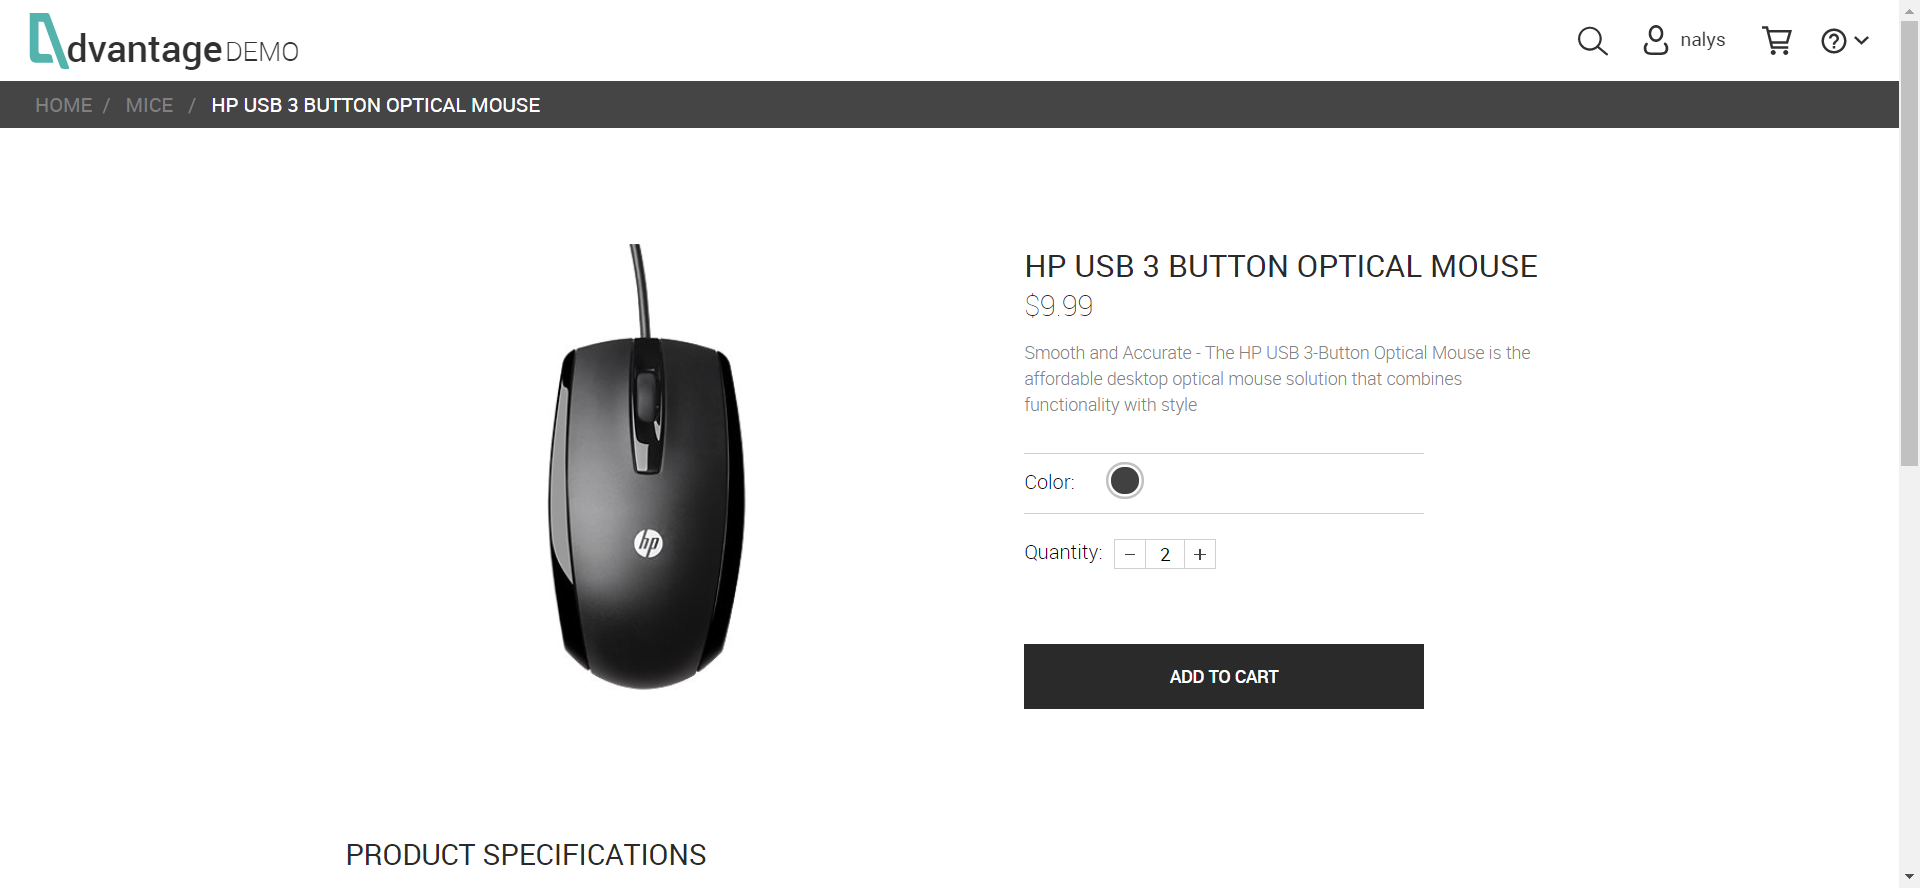 dvantage DEMO
nalys
HOME / MICE / HP USB 3 BUTTON OPTICAL MOUSE
hp
HP USB 3 BUTTON OPTICAL MOUSE
$9.99
Smooth and Accurate - The HP USB 3-Button Optical Mouse is the
affordable desktop optical mouse solution that combines
functionality with style
Color:
Quantity: − 2 +
ADD TO CART
PRODUCT SPECIFICATIONS